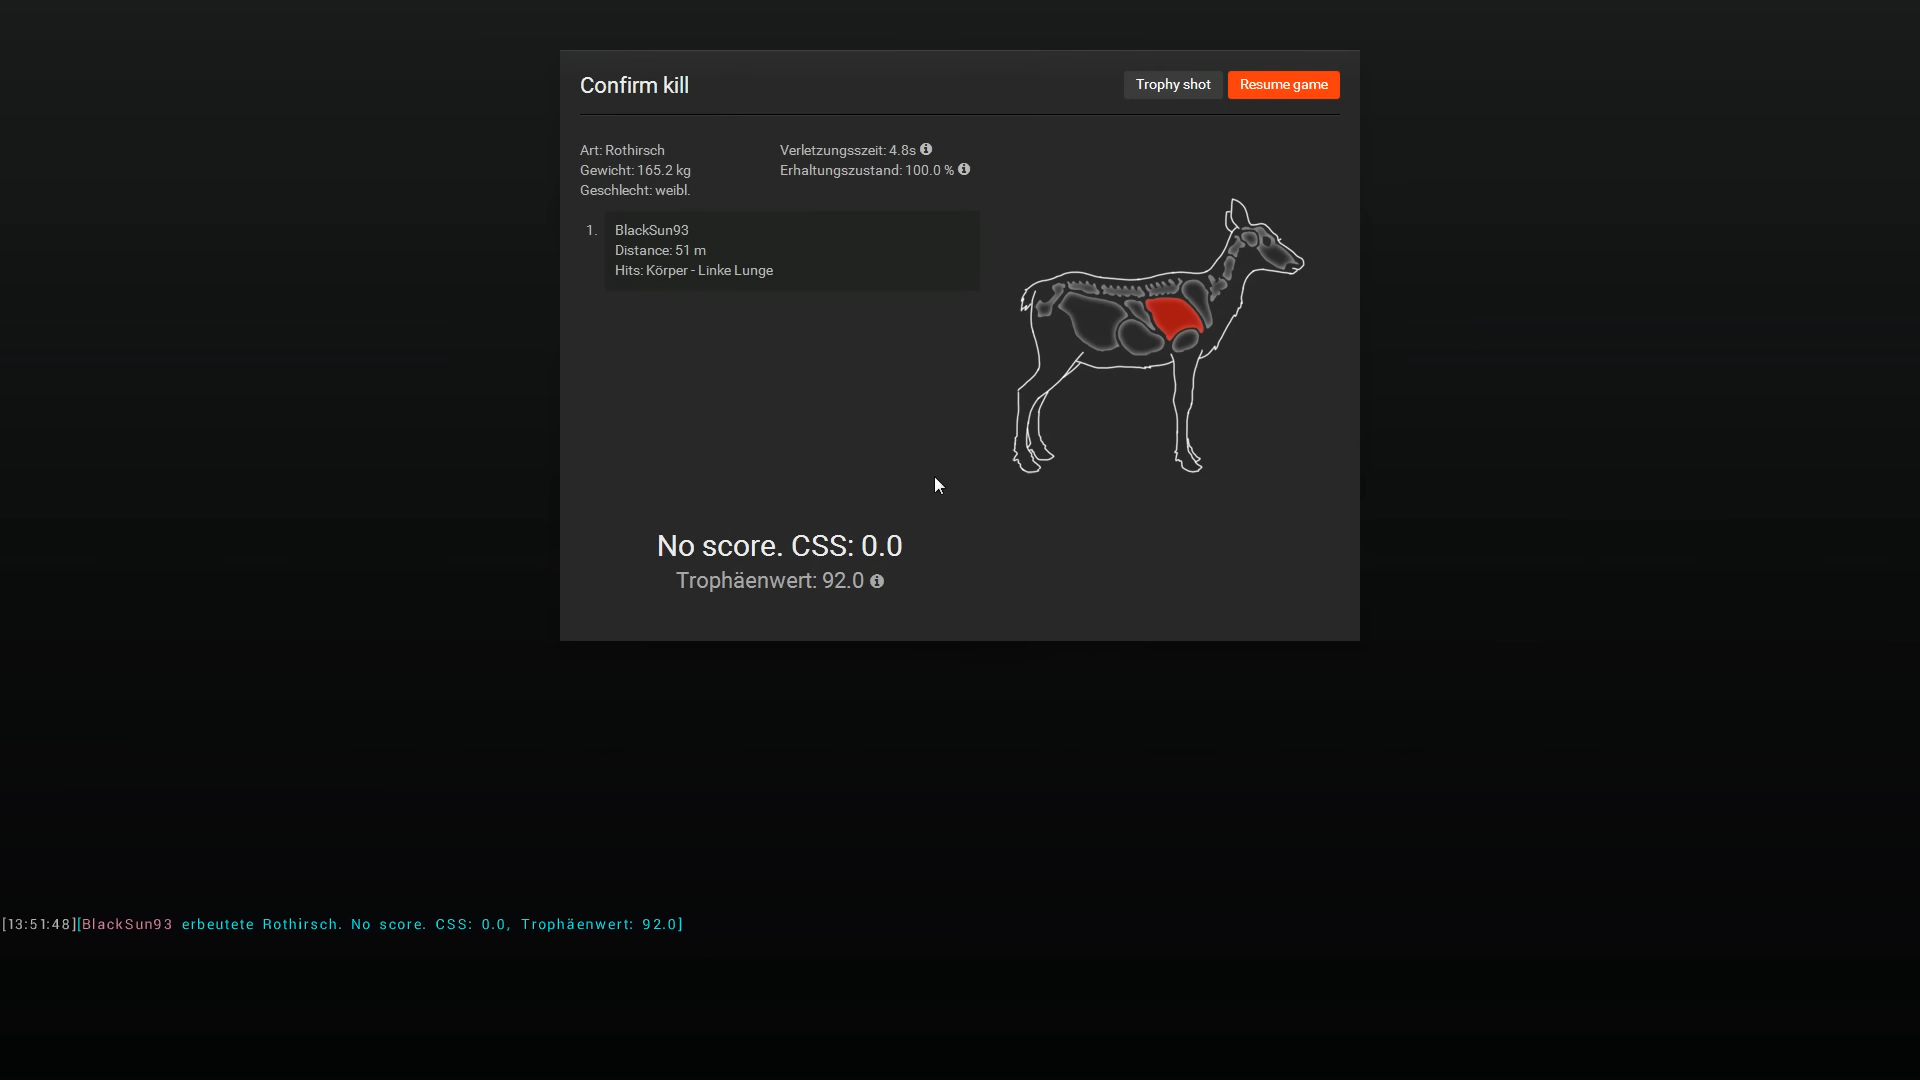 Confirm kill
Trophy shot
Resume game
Art: Rothirsch
Gewicht: 165.2 kg
Geschlecht: weibl.
Verletzungsszeit: 4.8s
Erhaltungszustand: 100.0 %
1.
BlackSun93
Distance: 51 m
Hits: Körper - Linke Lunge
No score. CSS: 0.0
Trophäenwert: 92.0
[13:51:48][BlackSun93 erbeutete Rothirsch. No score. CSS: 0.0, Trophäenwert: 92.0]